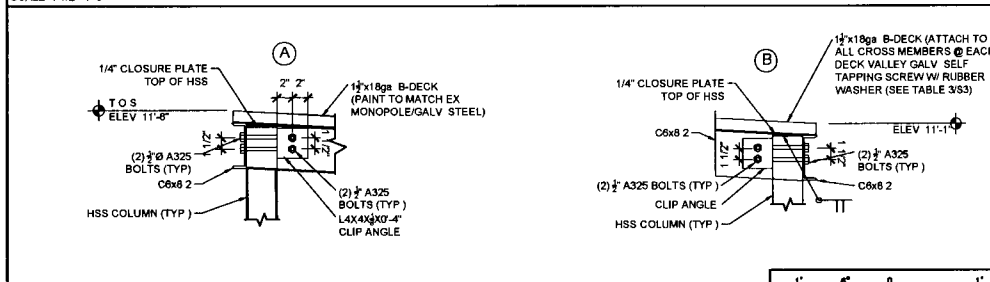 A
1/4" CLOSURE PLATE
TOP OF HSS
2" 2"
1½"x18ga B-DECK
(PAINT TO MATCH EX
MONOPOLE/GALV STEEL)
T O S
ELEV 11'-8"
(2) ½"Ø A325
BOLTS (TYP)
C6x8 2
HSS COLUMN (TYP )
(2) ½" A325
BOLTS (TYP )
CLIP ANGLE
B
1/4" CLOSURE PLATE
TOP OF HSS
1½"x18ga B-DECK (ATTACH TO
ALL CROSS MEMBERS @ EACH
DECK VALLEY GALV SELF
TAPPING SCREW W/ RUBBER
WASHER (SEE TABLE 3/S3)
C6x8 2
ELEV 11'-1"
1 1/2"
(2) ½" A325
BOLTS (TYP)
(2) ½" A325 BOLTS (TYP )
C6x8 2
CLIP ANGLE
HSS COLUMN (TYP )